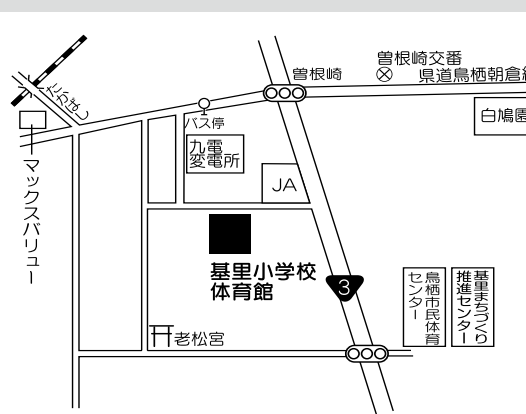 曽根崎交番
曽根崎
県道鳥栖朝倉線
たかはし
バス停
白鳩園
九電
変電所
JA
マックスバリュー
基里小学校
体育館
3
鳥栖市民体育
センター
基里まちづくり
推進センター
老松宮